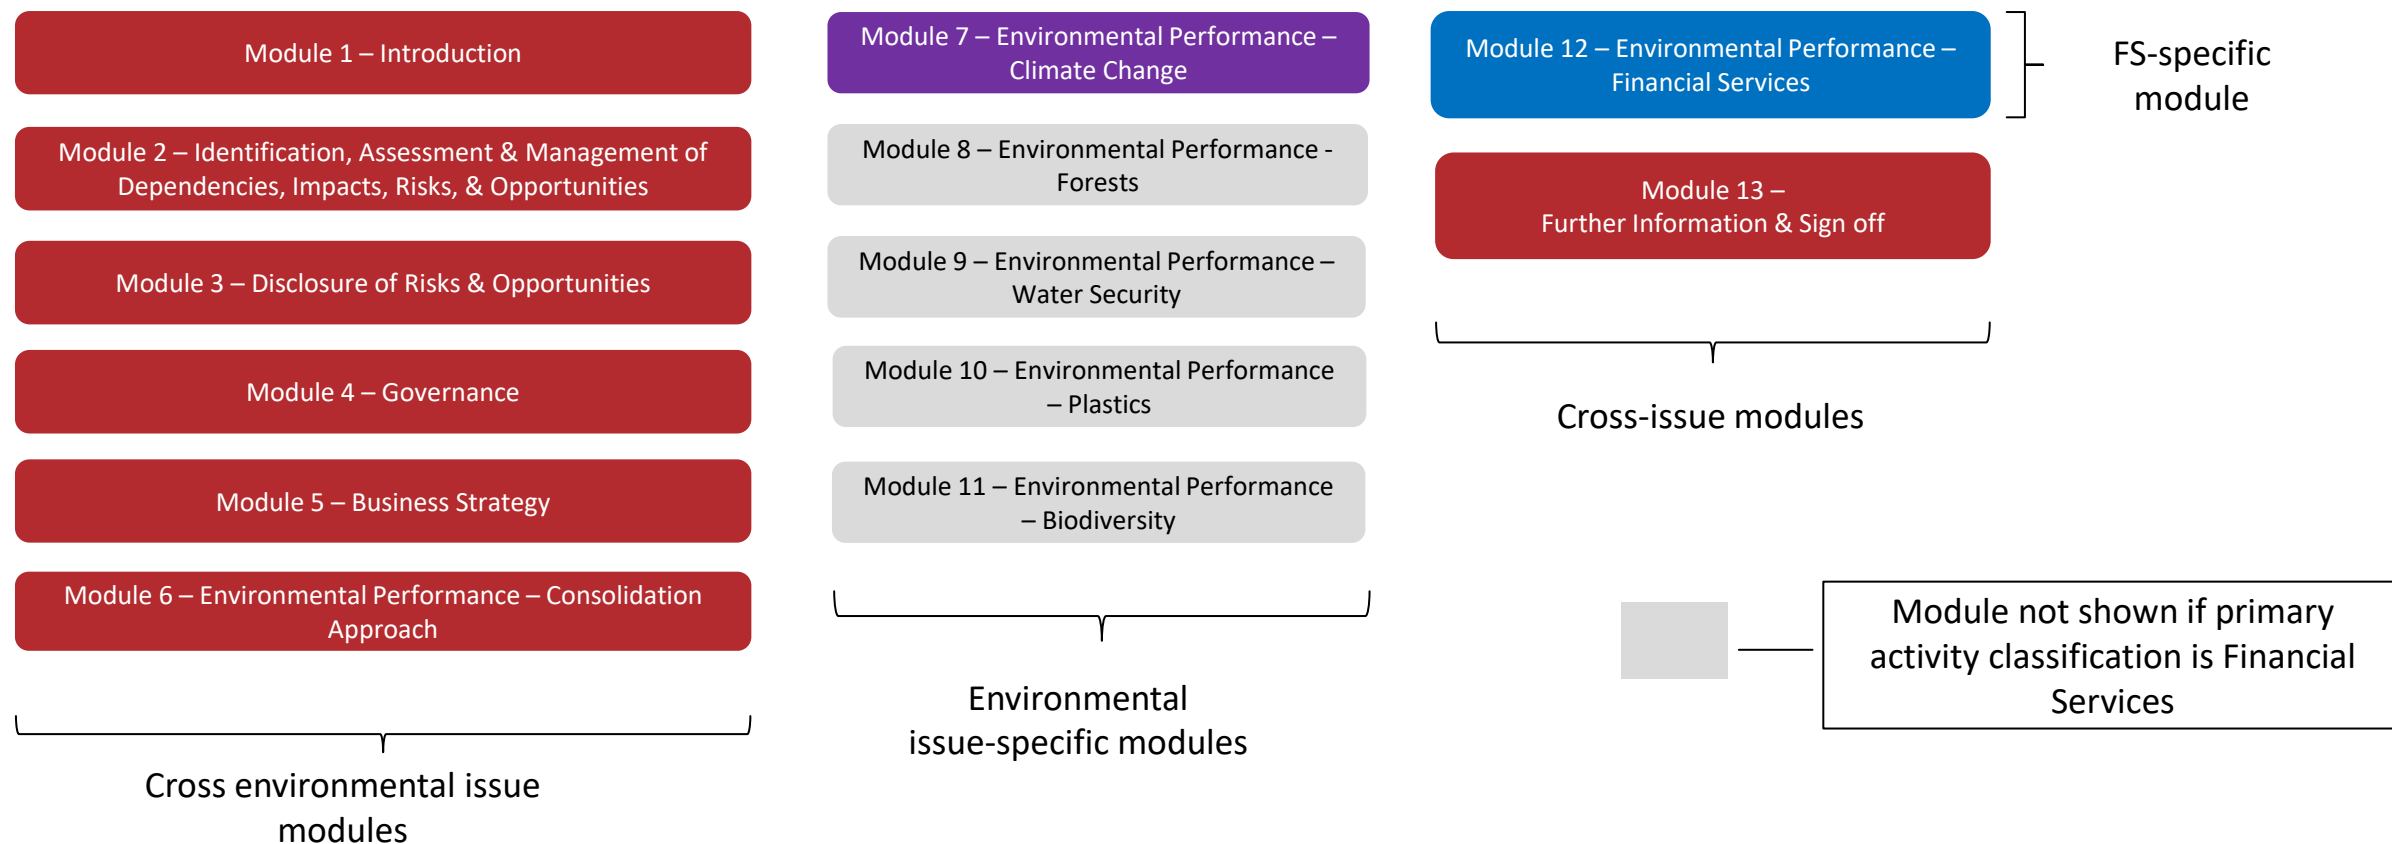 Module 1 – Introduction
Module 2 – Identification, Assessment & Management of
Dependencies, Impacts, Risks, & Opportunities
Module 3 – Disclosure of Risks & Opportunities
Module 4 – Governance
Module 5 – Business Strategy
Module 6 – Environmental Performance – Consolidation
Approach
Cross environmental issue
modules
Module 7 – Environmental Performance –
Climate Change
Module 8 – Environmental Performance -
Forests
Module 9 – Environmental Performance –
Water Security
Module 10 – Environmental Performance
– Plastics
Module 11 – Environmental Performance
– Biodiversity
Environmental
issue-specific modules
Module 12 – Environmental Performance –
Financial Services
FS-specific
module
Module 13 –
Further Information & Sign off
Cross-issue modules
Module not shown if primary
activity classification is Financial
Services